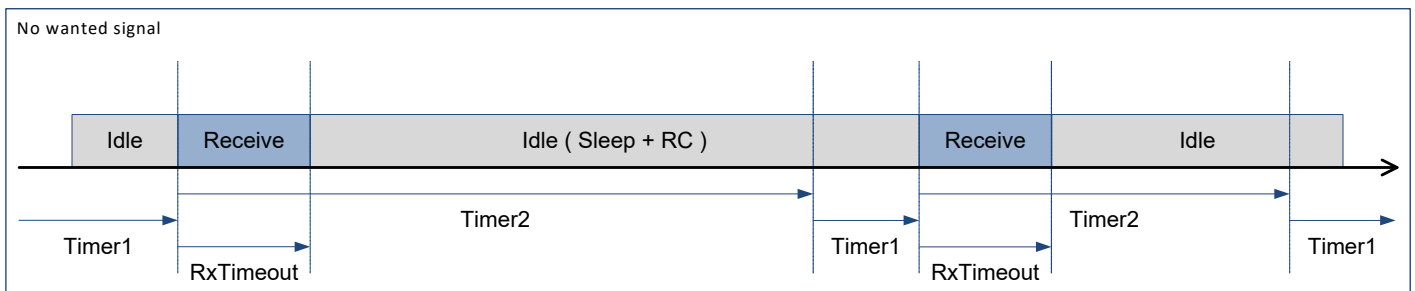 No wanted signal
Idle Receive Idle ( Sleep + RC ) Receive Idle
Timer2 Timer2
Timer1 Timer1 Timer1
RxTimeout RxTimeout